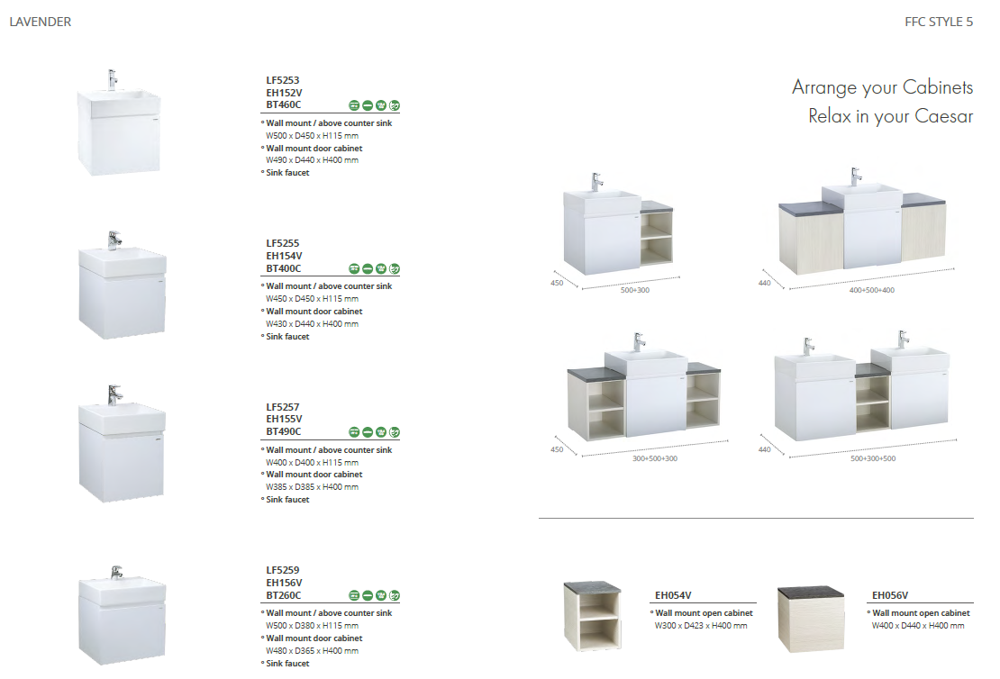 LAVENDER
FFC STYLE 5
LF5253
EH152V
BT460C
° Wall mount / above counter sink
W500 x D450 x H115 mm
° Wall mount door cabinet
W490 x D440 x H400 mm
° Sink faucet
LF5255
EH154V
BT400C
° Wall mount / above counter sink
W450 x D450 x H115 mm
° Wall mount door cabinet
W430 x D440 x H400 mm
° Sink faucet
LF5257
EH155V
BT490C
° Wall mount / above counter sink
W400 x D400 x H115 mm
° Wall mount door cabinet
W385 x D385 x H400 mm
° Sink faucet
LF5259
EH156V
BT260C
° Wall mount / above counter sink
W500 x D380 x H115 mm
° Wall mount door cabinet
W480 x D365 x H400 mm
° Sink faucet
Arrange your Cabinets
Relax in your Caesar
450
500+300
440
400+500+400
450
300+500+300
440
500+300+500
EH054V
° Wall mount open cabinet
W300 x D423 x H400 mm
EH056V
° Wall mount open cabinet
W400 x D440 x H400 mm